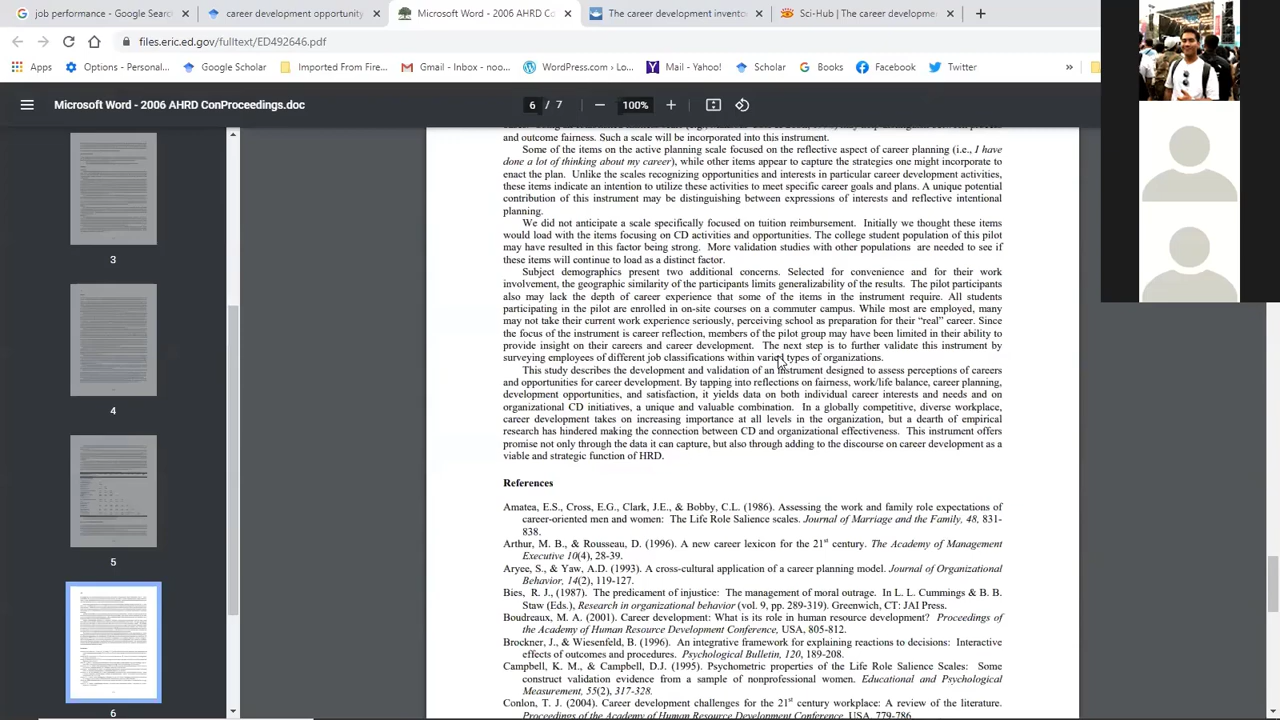 job performance - Google Search
career development opportunity
Microsoft Word - 2006 AHRD Co
The career development invento
Sci-Hub | The career developme
files.eric.ed.gov/fulltext/ED492646.pdf
Apps Options - Personal... Google Scholar Imported From Fire... Gm WordPress.com › Lo... Mail - Yahoo! Scholar Books Facebook Twitter »
Microsoft Word - 2006 AHRD ConProceedings.doc
6 / 7
100%
3
4
5
6
and outcome fairness. Such a scale will be incorporated into this instrument.
Some of the items on the active planning scale focused on the reflective aspect of career planning (i.e., I have
done a lot of thinking about my career), while other items appear to capture the strategies one might incorporate to
enact the plan. Unlike the scales recognizing opportunities and interests in particular career development activities,
these items indicate an intention to utilize these activities to meet specific career goals and plans. A unique potential
contribution of this instrument may be distinguishing between expressions of interests and reflective intentional
planning.
We did not anticipate a scale specifically focused on tuition reimbursement. Initially we thought these items
would load with the items focusing on CD activities and opportunities. The college student population of this pilot
may have resulted in this factor being strong. More validation studies with other populations are needed to see if
these items will continue to load as a distinct factor.
Subject demographics present two additional concerns. Selected for convenience and for their work
involvement, the geographic similarity of the participants limits generalizability of the results. The pilot participants
also may lack the depth of career experience that some of the items in the instrument require. All students
participating in the pilot are enrolled in on-site courses on a commuter campus. While most are employed, many
may not take their current work experience seriously, perceiving school as preparation for their “real” career. Since
the focus of the instrument is career reflection, members of the pilot group may have been limited in their ability to
provide insight on their careers and career development. The next step is to further validate this instrument by
surveying employees of different job classifications within varied types of organizations.
This study describes the development and validation of an instrument designed to assess perceptions of careers
and opportunities for career development. By tapping into reflections on fairness, work/life balance, career planning,
development opportunities, and satisfaction, it yields data on both individual career interests and needs and on
organizational CD initiatives, a unique and valuable combination. In a globally competitive, diverse workplace,
career development takes on increasing importance at all levels in the organization, but a dearth of empirical
research has hindered making the connection between CD and organizational effectiveness. This instrument offers
promise not only through the data it can capture, but also through adding to the discourse on career development as a
viable and strategic function of HRD.
References
Amatea, E.S., Cross, E.G., Clark, J.E., & Bobby, C.L. (1986). Assessing the work and family role expectations of
career-oriented men and women: The Life Role Salience scales. Journal of Marriage and the Family, 48, 831-
838.
Arthur, M. B., & Rousseau, D. (1996). A new career lexicon for the 21st century. The Academy of Management
Executive 10(4), 28-39.
Aryee, S., & Yaw, A.D. (1993). A cross-cultural application of a career planning model. Journal of Organizational
Behavior, 14(2), 119-127.
R. J. The predicament of injustice: The management of moral outrage. In L. L. Cummings & B. B.
Staw (Eds.), Research in organizational behavior (vol. 9, pp 289-319). Greenwich, CT: JAI Press.
Boudreaux, M. A. (2001). Career development: What is its role in human resource development? Proceedings of
the Academy of Human Resource Development Conference, USA, 805-812.
Brockner, J., & Wiesenfeld, B. (1996). An integrative framework for explaining reactions to decisions: Interactive
effects of outcomes and procedures. Psychological Bulletin, 120, 189-208.
Campbell, K. M., & Campbell, D.J. (1995). Psychometric properties of the Life Role Salience Scales: Some
construct validation evidence from a sample of nonprofessional women. Educational and Psychological
Measurement, 55(2), 317-328.
Conlon, T. J. (2004). Career development challenges for the 21st century workplace: A review of the literature.
Proceedings of the Academy of Human Resource Development Conference, USA, 779-786.